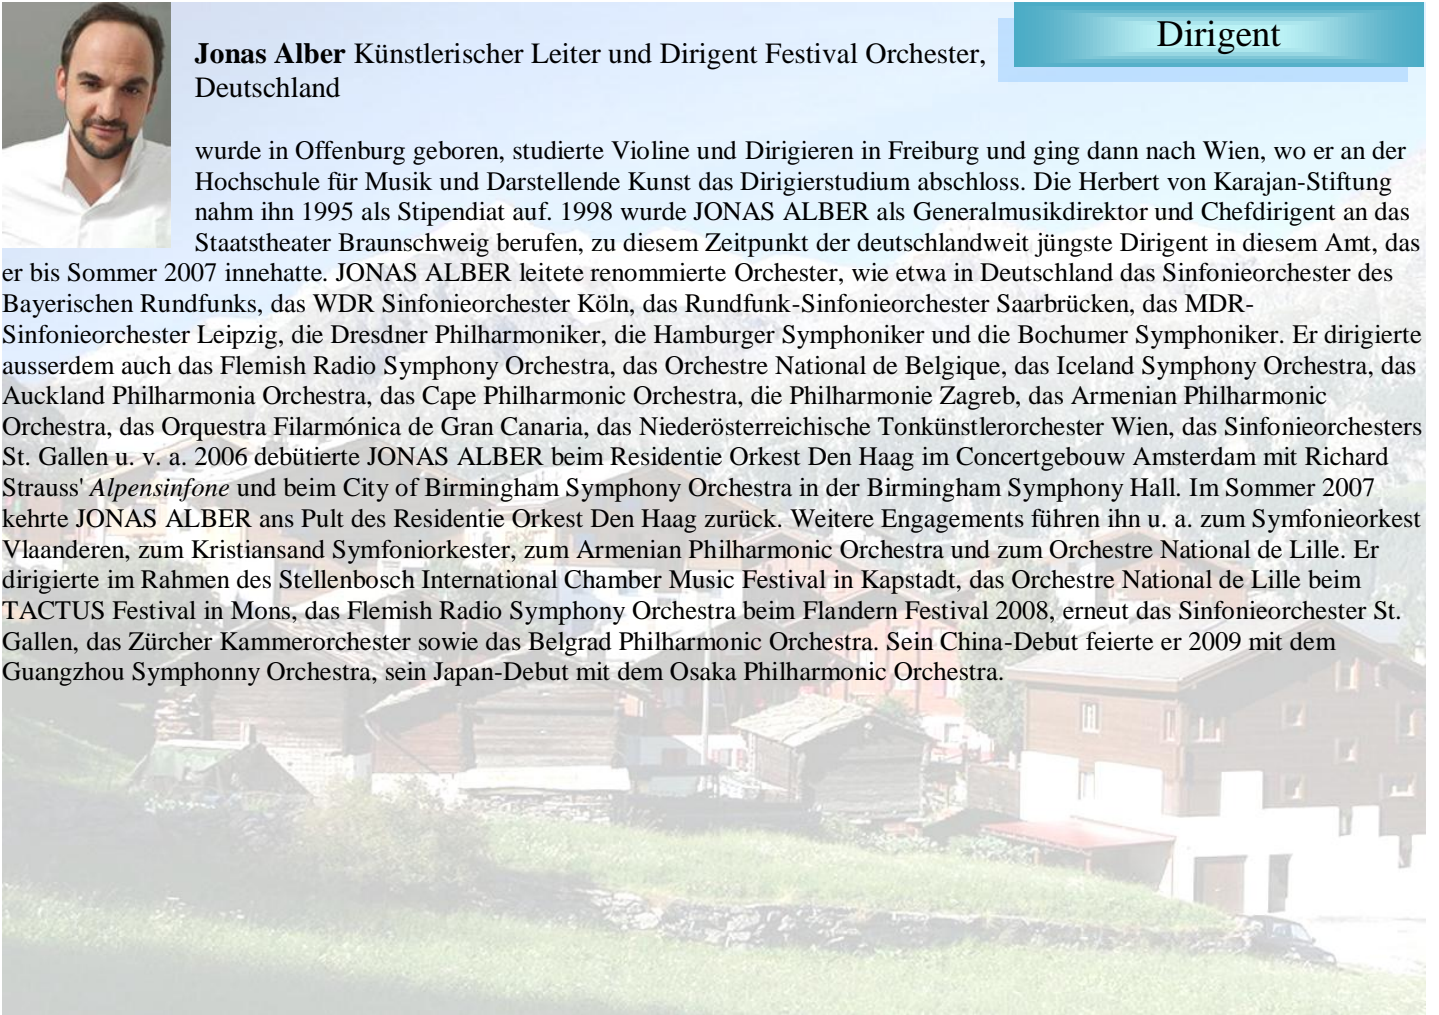 Dirigent
Jonas Alber Künstlerischer Leiter und Dirigent Festival Orchester,
Deutschland
wurde in Offenburg geboren, studierte Violine und Dirigieren in Freiburg und ging dann nach Wien, wo er an der
Hochschule für Musik und Darstellende Kunst das Dirigierstudium abschloss. Die Herbert von Karajan-Stiftung
nahm ihn 1995 als Stipendiat auf. 1998 wurde JONAS ALBER als Generalmusikdirektor und Chefdirigent an das
Staatstheater Braunschweig berufen, zu diesem Zeitpunkt der deutschlandweit jüngste Dirigent in diesem Amt, das
er bis Sommer 2007 innehatte. JONAS ALBER leitete renommierte Orchester, wie etwa in Deutschland das Sinfonieorchester des
Bayerischen Rundfunks, das WDR Sinfonieorchester Köln, das Rundfunk-Sinfonieorchester Saarbrücken, das MDR-
Sinfonieorchester Leipzig, die Dresdner Philharmoniker, die Hamburger Symphoniker und die Bochumer Symphoniker. Er dirigierte
ausserdem auch das Flemish Radio Symphony Orchestra, das Orchestre National de Belgique, das Iceland Symphony Orchestra, das
Auckland Philharmonia Orchestra, das Cape Philharmonic Orchestra, die Philharmonie Zagreb, das Armenian Philharmonic
Orchestra, das Orquestra Filarmónica de Gran Canaria, das Niederösterreichische Tonkünstlerorchester Wien, das Sinfonieorchesters
St. Gallen u. v. a. 2006 debütierte JONAS ALBER beim Residentie Orkest Den Haag im Concertgebouw Amsterdam mit Richard
Strauss' Alpensinfone und beim City of Birmingham Symphony Orchestra in der Birmingham Symphony Hall. Im Sommer 2007
kehrte JONAS ALBER ans Pult des Residentie Orkest Den Haag zurück. Weitere Engagements führen ihn u. a. zum Symfonieorkest
Vlaanderen, zum Kristiansand Symfoniorkester, zum Armenian Philharmonic Orchestra und zum Orchestre National de Lille. Er
dirigierte im Rahmen des Stellenbosch International Chamber Music Festival in Kapstadt, das Orchestre National de Lille beim
TACTUS Festival in Mons, das Flemish Radio Symphony Orchestra beim Flandern Festival 2008, erneut das Sinfonieorchester St.
Gallen, das Zürcher Kammerorchester sowie das Belgrad Philharmonic Orchestra. Sein China-Debut feierte er 2009 mit dem
Guangzhou Symphonny Orchestra, sein Japan-Debut mit dem Osaka Philharmonic Orchestra.